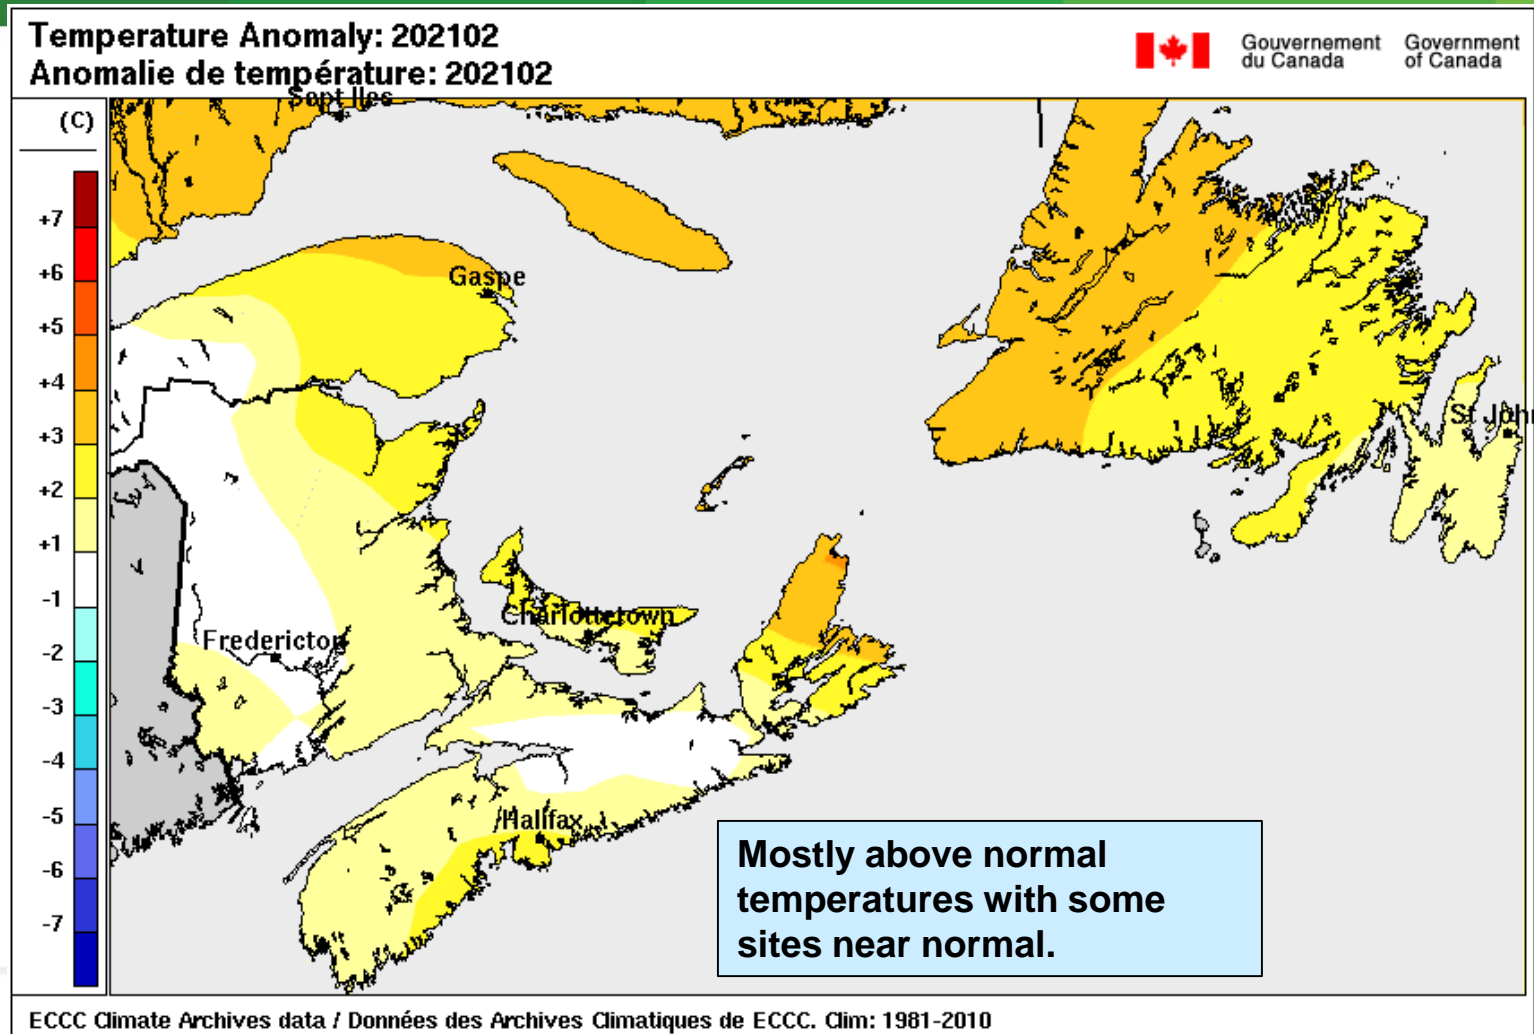 Temperature Anomaly: 202102
Anomalie de température: 202102
Gouvernement du Canada
Government of Canada
(C)
+7
+6
+5
+4
+3
+2
+1
-1
-2
-3
-4
-5
-6
-7
Sept Iles
Gaspe
St John
Charlottetown
Fredericton
Halifax
Mostly above normal
temperatures with some
sites near normal.
ECCC Climate Archives data / Données des Archives Climatiques de ECCC. Clim: 1981-2010